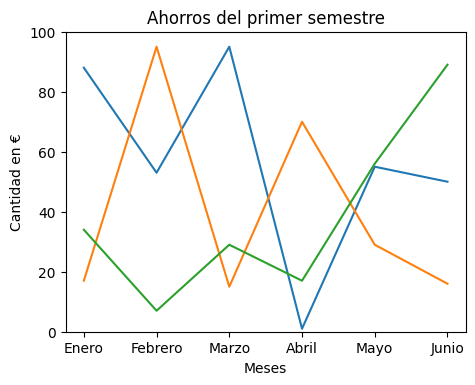 Ahorros del primer semestre
Cantidad en €
100
80
60
40
20
0
Enero Febrero Marzo Abril Mayo Junio
Meses